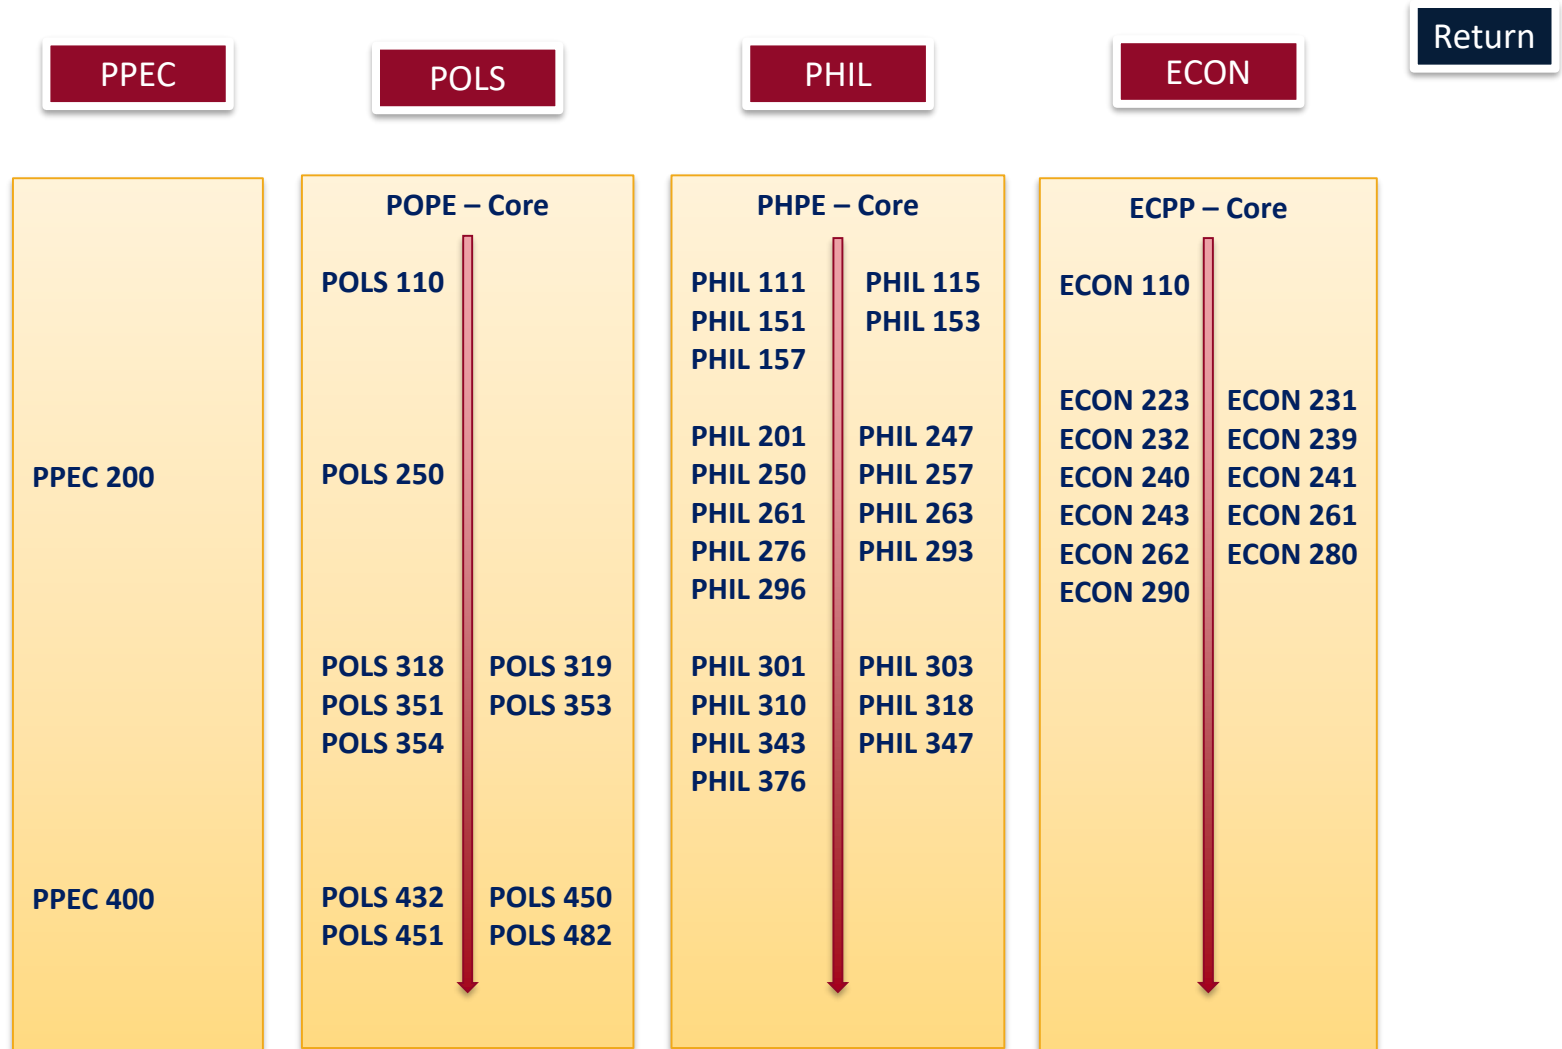 Return
PPEC
POLS
PHIL
ECON
PPEC 200
PPEC 400
POPE – Core
POLS 110
POLS 250
POLS 318 POLS 319
POLS 351 POLS 353
POLS 354
POLS 432 POLS 450
POLS 451 POLS 482
PHPE – Core
PHIL 111 PHIL 115
PHIL 151 PHIL 153
PHIL 157
PHIL 201 PHIL 247
PHIL 250 PHIL 257
PHIL 261 PHIL 263
PHIL 276 PHIL 293
PHIL 296
PHIL 301 PHIL 303
PHIL 310 PHIL 318
PHIL 343 PHIL 347
PHIL 376
ECPP – Core
ECON 110
ECON 223 ECON 231
ECON 232 ECON 239
ECON 240 ECON 241
ECON 243 ECON 261
ECON 262 ECON 280
ECON 290